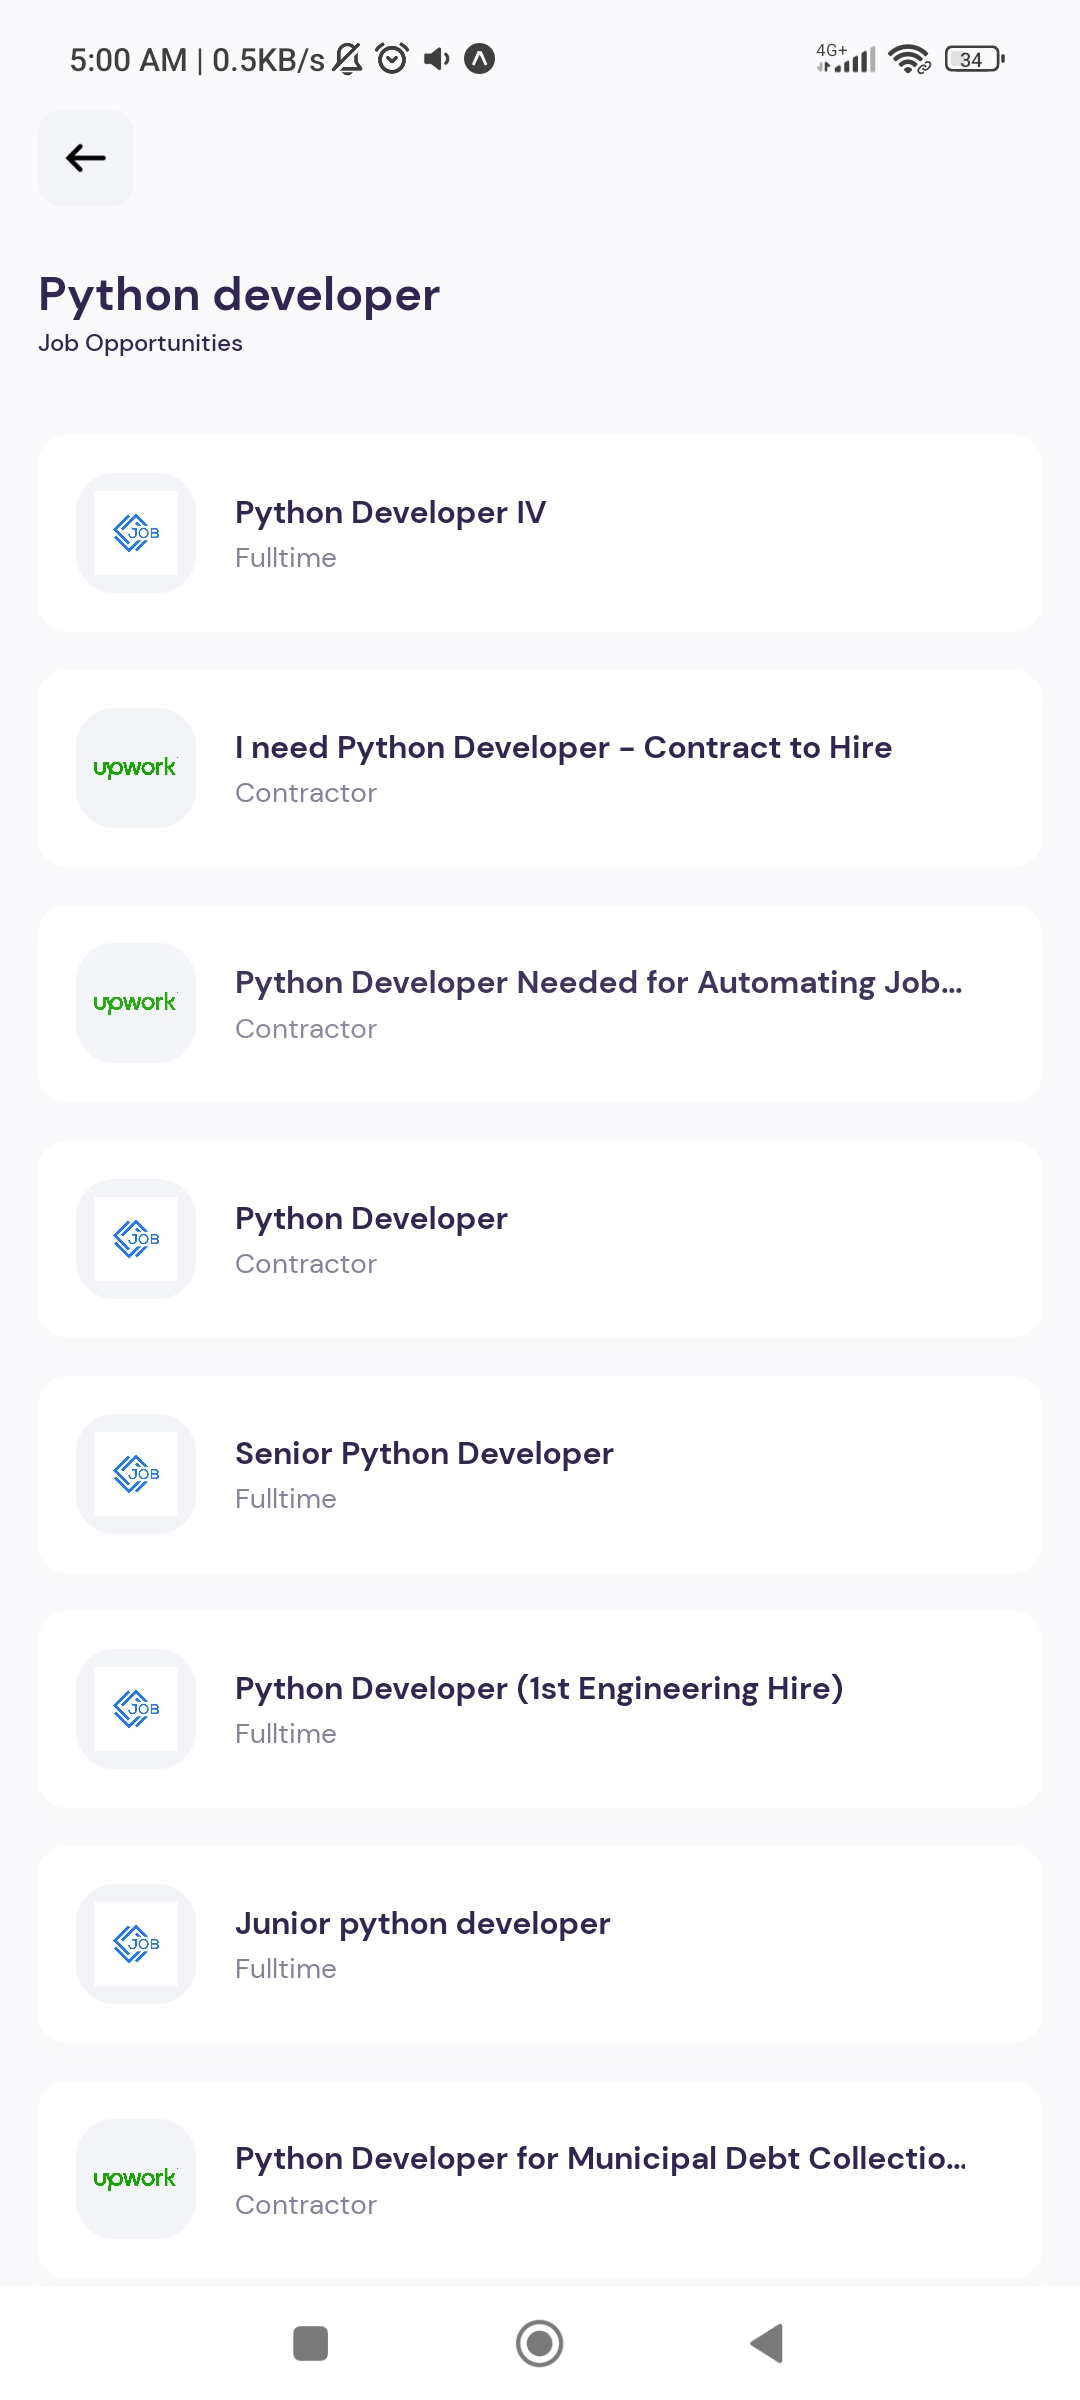 5:00 AM | 0.5KB/s
4G+
34
Python developer
Job Opportunities
JOB
Python Developer IV
Fulltime
upwork
I need Python Developer - Contract to Hire
Contractor
upwork
Python Developer Needed for Automating Job...
Contractor
JOB
Python Developer
Contractor
JOB
Senior Python Developer
Fulltime
JOB
Python Developer (1st Engineering Hire)
Fulltime
JOB
Junior python developer
Fulltime
upwork
Python Developer for Municipal Debt Collectio...
Contractor